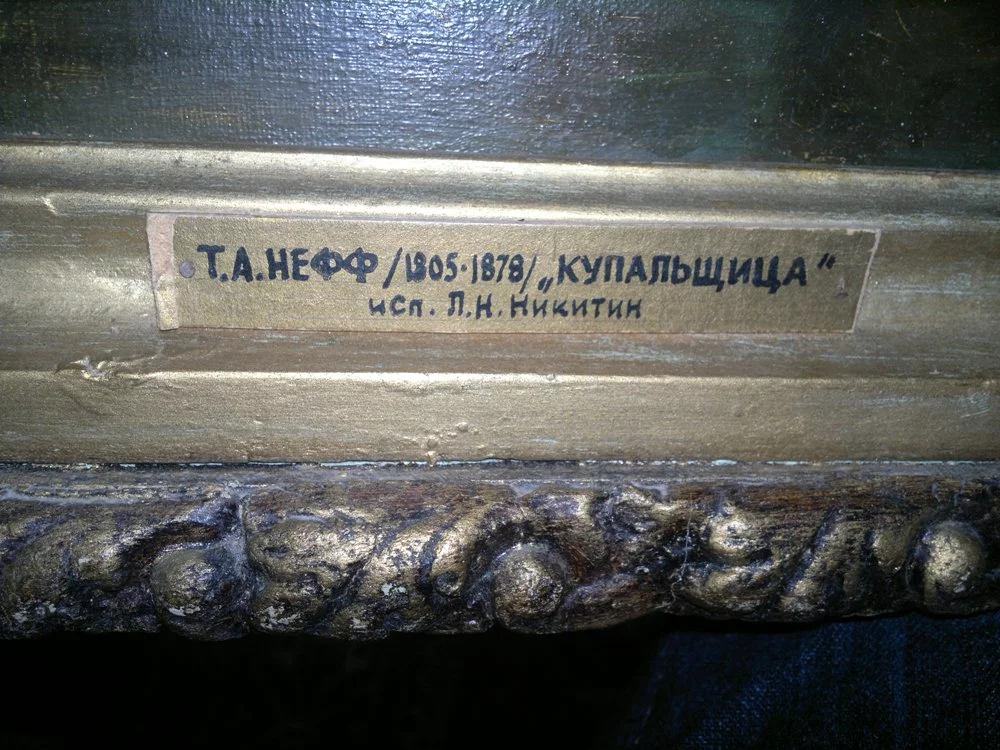 Т.А.НЕФФ /1805·1878/ „КУПАЛЬЩИЦА“
исп. Л.Н. Никитин